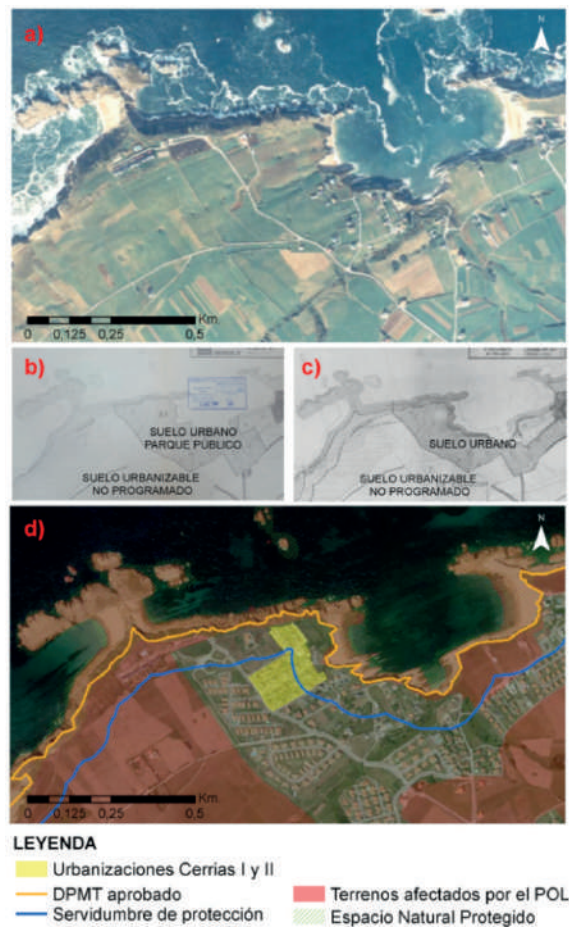 a)
N
Km
0 0,125 0,25 0,5
b)
SUELO URBANO
PARQUE PÚBLICO
SUELO URBANIZABLE
NO PROGRAMADO
c)
SUELO URBANO
SUELO URBANIZABLE
NO PROGRAMADO
d)
N
Km
0 0,125 0,25 0,5
LEYENDA
Urbanizaciones Cerrias I y II
DPMT aprobado
Terrenos afectados por el POL
Servidumbre de protección
Espacio Natural Protegido